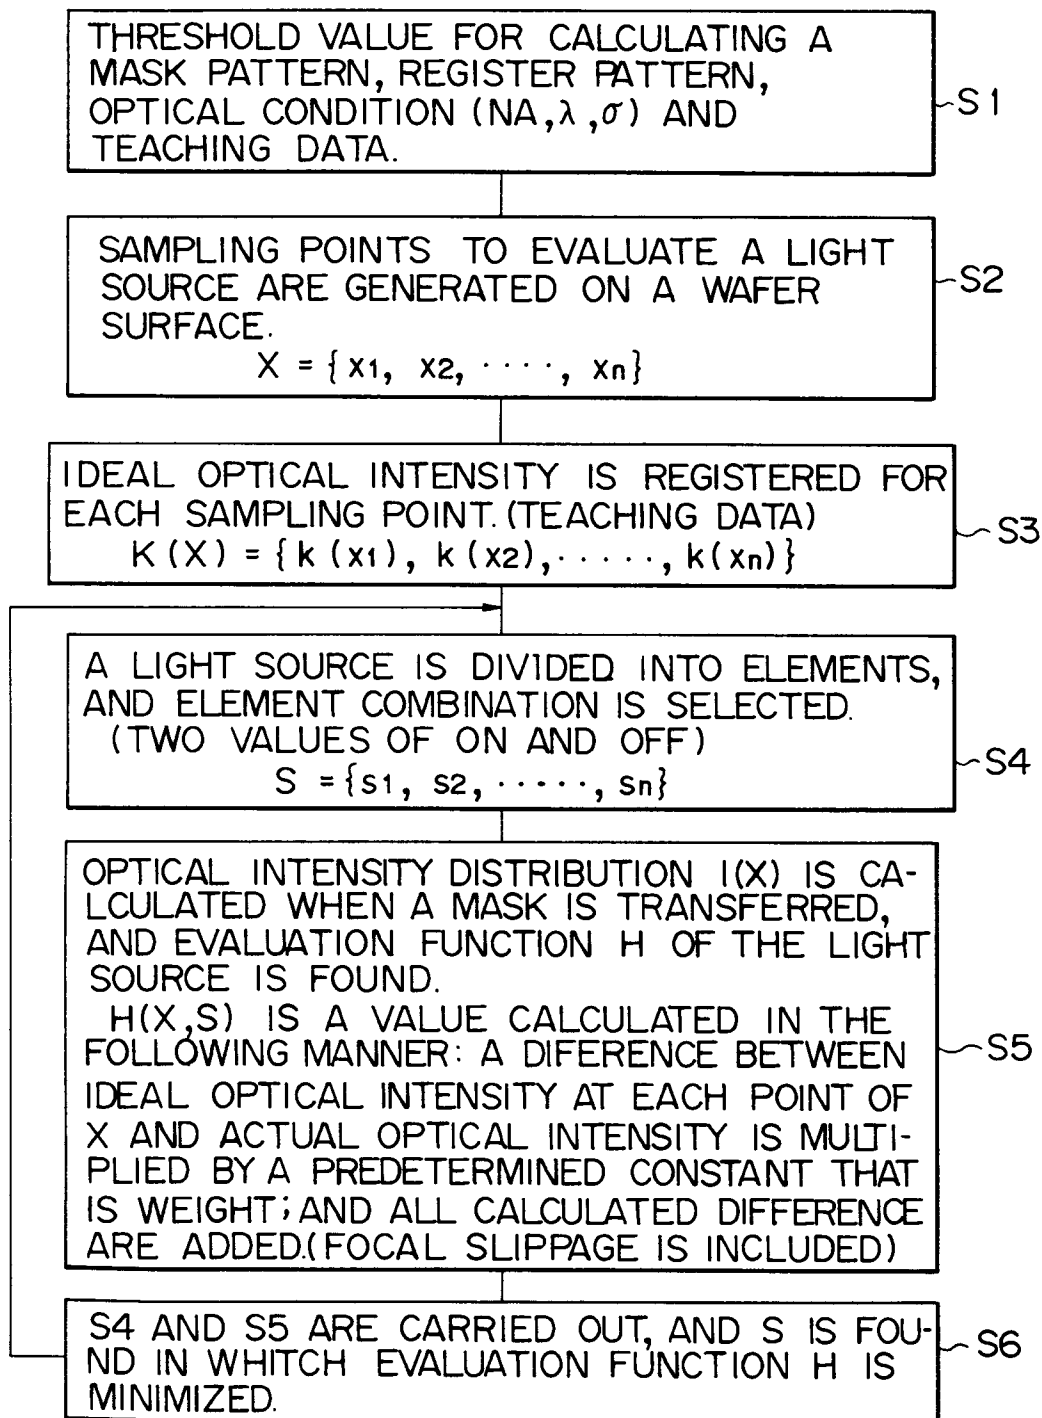 THRESHOLD VALUE FOR CALCULATING A
MASK PATTERN, REGISTER PATTERN,
OPTICAL CONDITION (NA, λ, σ) AND
TEACHING DATA.
S1
SAMPLING POINTS TO EVALUATE A LIGHT
SOURCE ARE GENERATED ON A WAFER
SURFACE.
X = { x1, x2, ····, xn}
S2
IDEAL OPTICAL INTENSITY IS REGISTERED FOR
EACH SAMPLING POINT. (TEACHING DATA)
K (X) = { k (x1), k (x2), ·····, k (xn) }
S3
A LIGHT SOURCE IS DIVIDED INTO ELEMENTS,
AND ELEMENT COMBINATION IS SELECTED.
(TWO VALUES OF ON AND OFF)
S = {s1, s2, ·····, sn}
S4
OPTICAL INTENSITY DISTRIBUTION I(X) IS CA-
LCULATED WHEN A MASK IS TRANSFERRED,
AND EVALUATION FUNCTION H OF THE LIGHT
SOURCE IS FOUND.
H(X,S) IS A VALUE CALCULATED IN THE
FOLLOWING MANNER: A DIFERENCE BETWEEN
IDEAL OPTICAL INTENSITY AT EACH POINT OF
X AND ACTUAL OPTICAL INTENSITY IS MULTI-
PLIED BY A PREDETERMINED CONSTANT THAT
IS WEIGHT; AND ALL CALCULATED DIFFERENCE
ARE ADDED. (FOCAL SLIPPAGE IS INCLUDED)
S5
S4 AND S5 ARE CARRIED OUT, AND S IS FOU-
ND IN WHITCH EVALUATION FUNCTION H IS
MINIMIZED.
S6